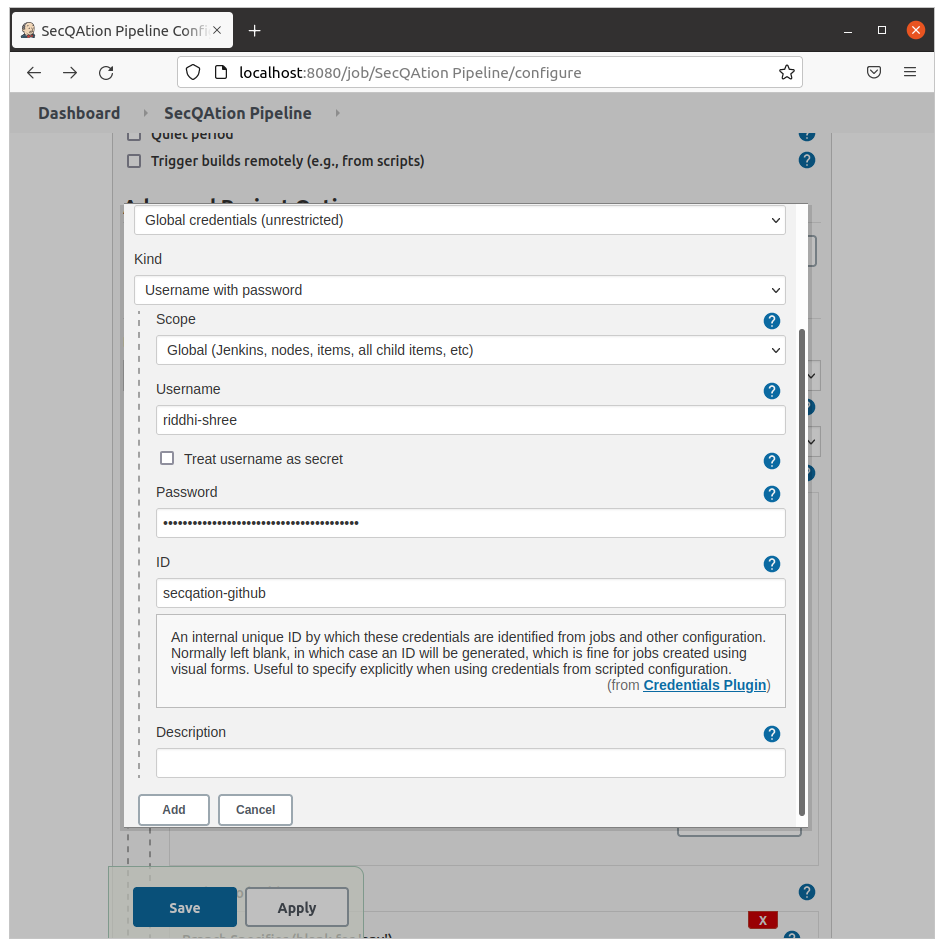 SecQAtion Pipeline Confi
localhost:8080/job/SecQAtion Pipeline/configure
Dashboard
SecQAtion Pipeline
Quiet period
?
Trigger builds remotely (e.g., from scripts)
?
Global credentials (unrestricted)
Kind
Username with password
Scope
?
Global (Jenkins, nodes, items, all child items, etc)
Username
?
riddhi-shree
Treat username as secret
?
Password
?
••••••••••••••••••••••••••••••••••••••••
ID
?
secqation-github
An internal unique ID by which these credentials are identified from jobs and other configuration.
Normally left blank, in which case an ID will be generated, which is fine for jobs created using
visual forms. Useful to specify explicitly when using credentials from scripted configuration.
(from Credentials Plugin)
Description
?
Add
Cancel
?
Save
Apply
X